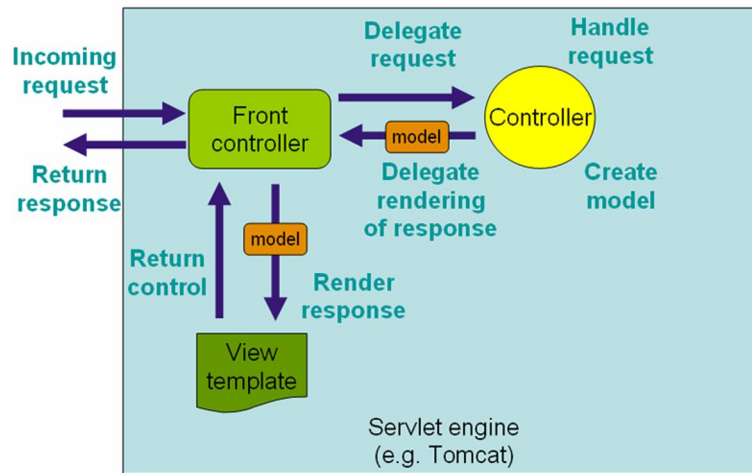 Incoming
request
Return
response
Front
controller
Delegate
request
Handle
request
Controller
model
Delegate
rendering
of response
Create
model
Return
control
model
Render
response
View
template
Servlet engine
(e.g. Tomcat)